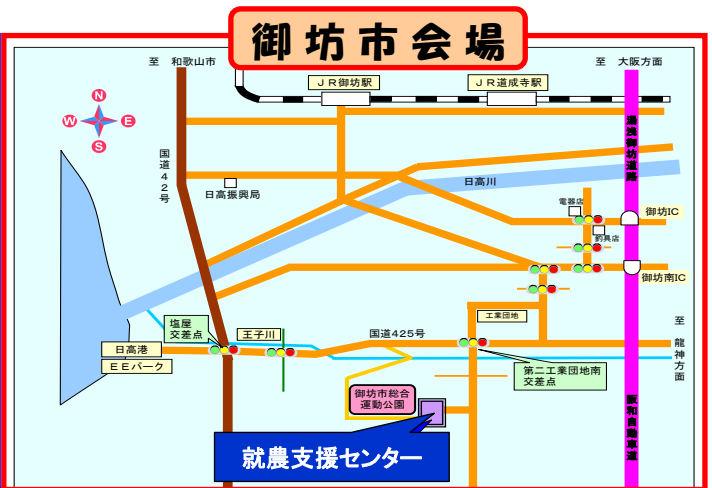 御坊市会場
至 和歌山市
至 大阪方面
JR御坊駅
JR道成寺駅
N
W
E
S
湯浅御坊道路
国道42号
日高川
日高振興局
電器店
御坊IC
釣具店
御坊南IC
工業団地
塩屋
交差点
王子川
国道425号
至 龍神方面
日高港
EEパーク
第二工業団地南
交差点
御坊市総合
運動公園
阪和自動車道
就農支援センター